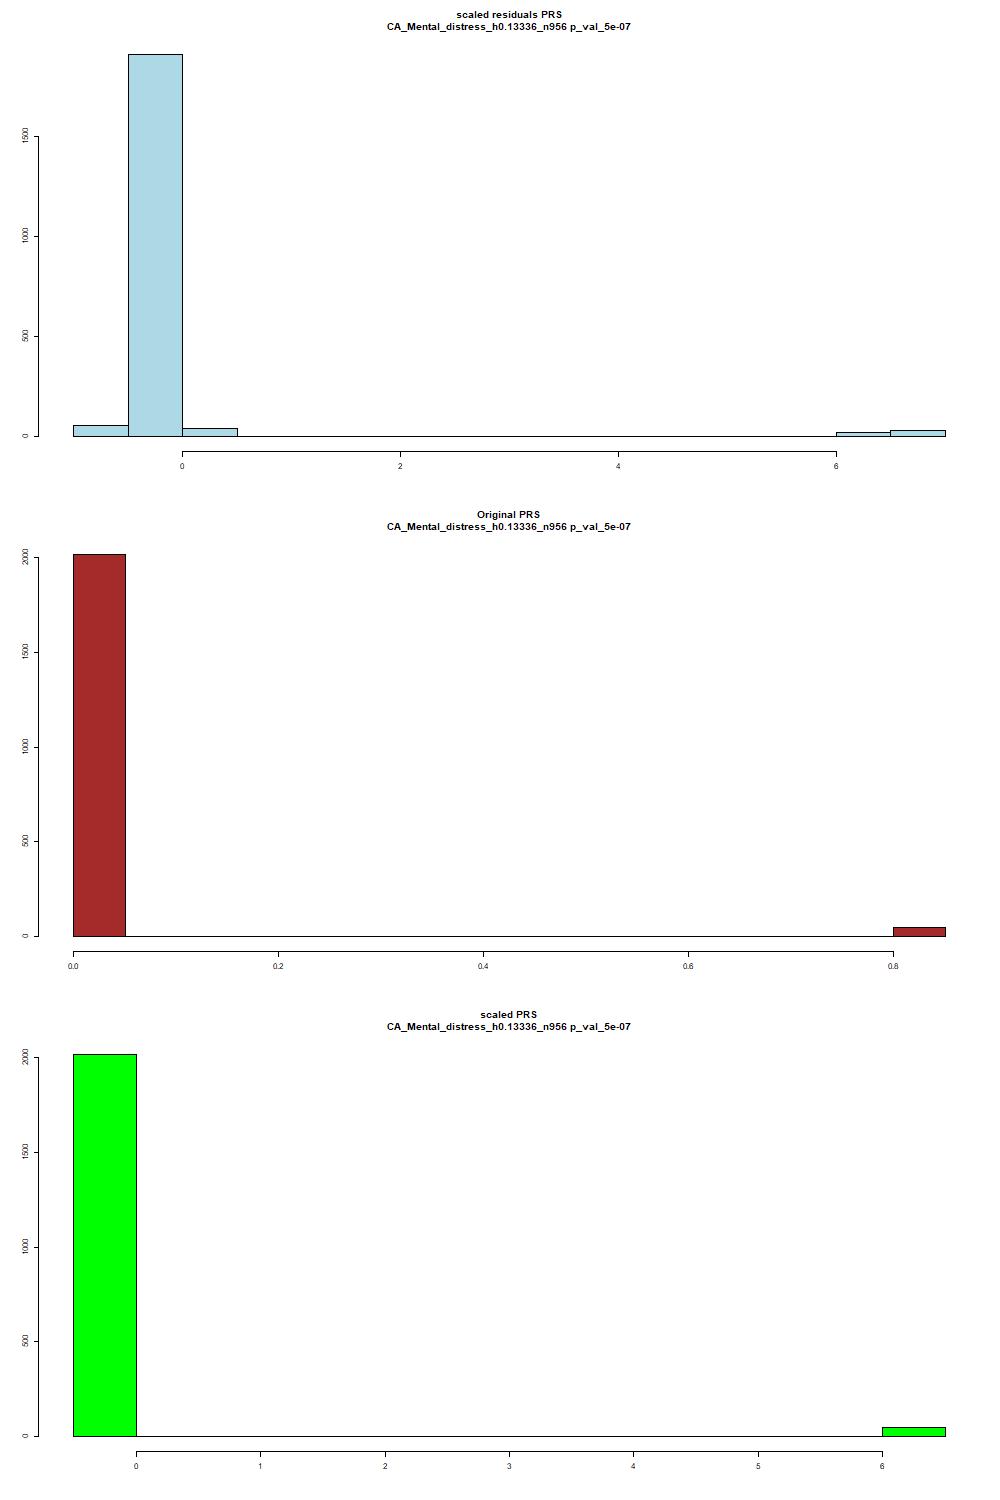 scaled residuals PRS
CA_Mental_distress_h0.13336_n956 p_val_5e-07
1500
1000
500
0
0 2 4 6
Original PRS
CA_Mental_distress_h0.13336_n956 p_val_5e-07
2000
1500
1000
500
0
0.0 0.2 0.4 0.6 0.8
scaled PRS
CA_Mental_distress_h0.13336_n956 p_val_5e-07
2000
1500
1000
500
0
0 1 2 3 4 5 6